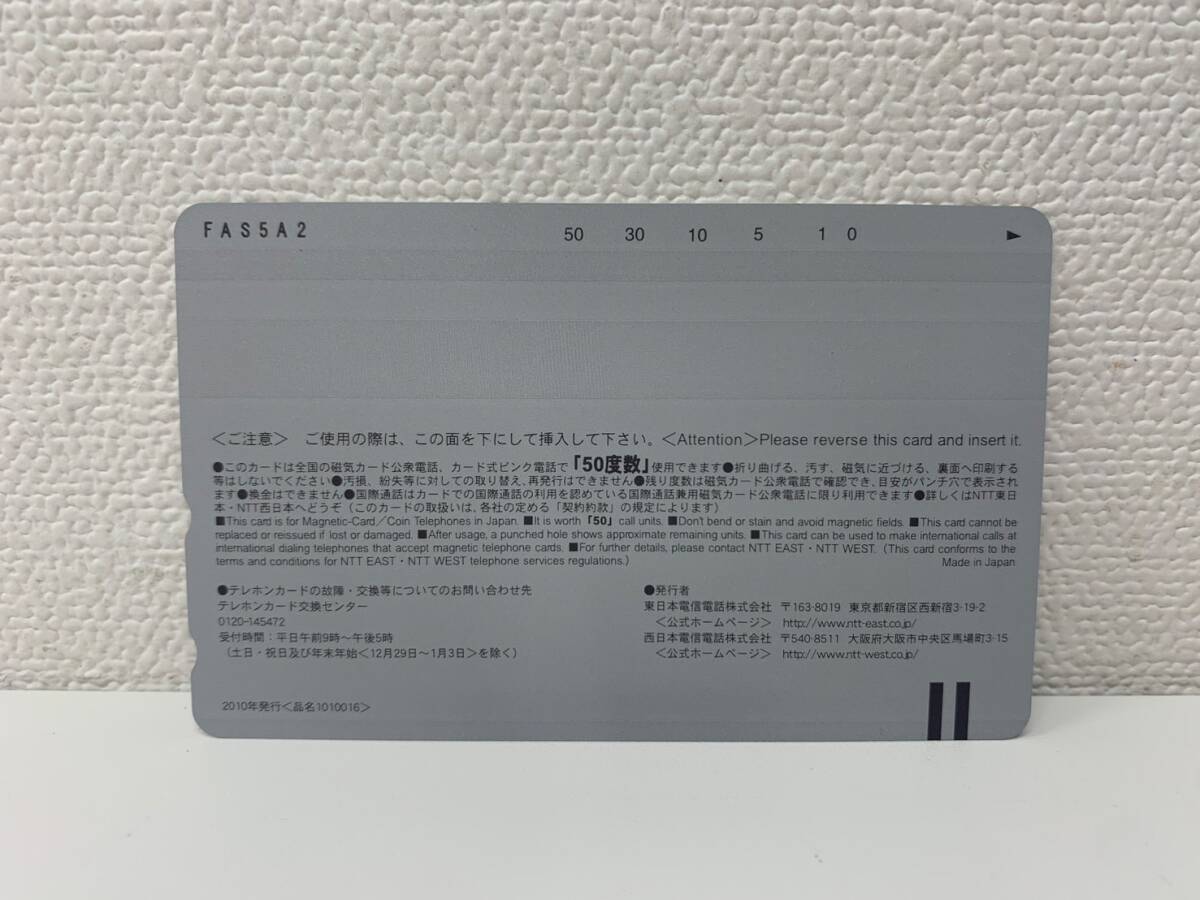 FAS5A2 50 30 10 5 1 0 ►
＜ご注意＞ ご使用の際は、この面を下にして挿入して下さい。＜Attention＞Please reverse this card and insert it.
●このカードは全国の磁気カード公衆電話、カード式ピンク電話で「50度数」使用できます●折り曲げる、汚す、磁気に近づける、裏面へ印刷する
等はしないでください●汚損、紛失等に対しての取り替え、再発行はできません●残り度数は磁気カード公衆電話で確認でき、目安がパンチ穴で表示され
ます●換金はできません●国際通話はカードでの国際通話の利用を認めている国際通話兼用磁気カード公衆電話に限り利用できます●詳しくはNTT東日
本・NTT西日本へどうぞ（このカードの取扱いは、各社の定める「契約約款」の規定によります）
■This card is for Magnetic-Card／Coin Telephones in Japan. ■It is worth「50」call units. ■Don't bend or stain and avoid magnetic fields. ■This card cannot be
replaced or reissued if lost or damaged. ■After usage, a punched hole shows approximate remaining units. ■This card can be used to make international calls at
international dialing telephones that accept magnetic telephone cards. ■For further details, please contact NTT EAST・NTT WEST.（This card conforms to the
terms and conditions for NTT EAST・NTT WEST telephone services regulations.） Made in Japan
●テレホンカードの故障・交換等についてのお問い合わせ先
テレホンカード交換センター
0120-145472
受付時間：平日午前9時〜午後5時
（土日・祝日及び年末年始＜12月29日〜1月3日＞を除く）
●発行者
東日本電信電話株式会社 〒163-8019 東京都新宿区西新宿3-19-2
＜公式ホームページ＞ http://www.ntt-east.co.jp/
西日本電信電話株式会社 〒540-8511 大阪府大阪市中央区馬場町3-15
＜公式ホームページ＞ http://www.ntt-west.co.jp/
2010年発行＜品名1010016＞